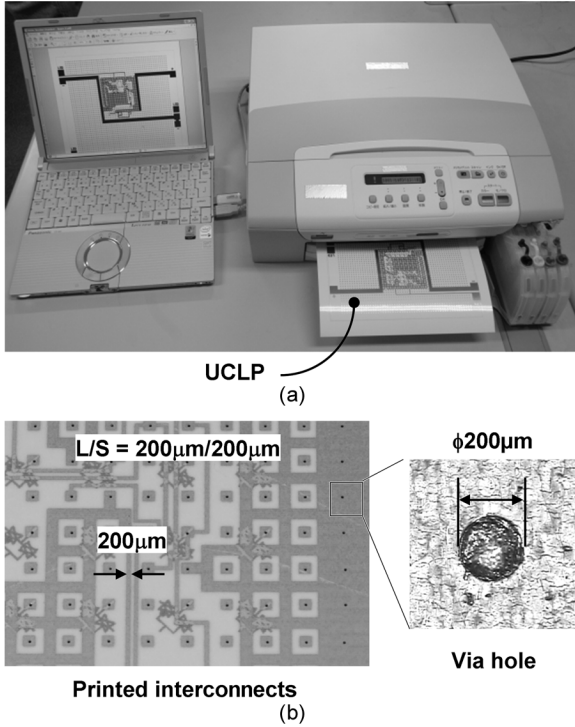 UCLP
(a)
L/S = 200μm/200μm
200μm
ϕ200μm
Printed interconnects
Via hole
(b)